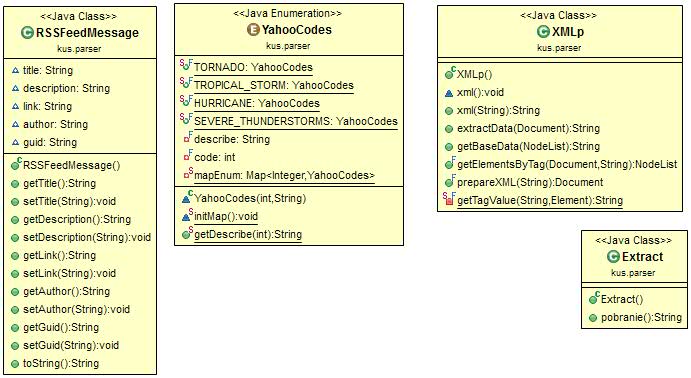 <<Java Class>>
RSSFeedMessage
kus.parser
title: String
description: String
link: String
author: String
guid: String
RSSFeedMessage()
getTitle():String
setTitle(String):void
getDescription():String
setDescription(String):void
getLink():String
setLink(String):void
getAuthor():String
setAuthor(String):void
getGuid():String
setGuid(String):void
toString():String
<<Java Enumeration>>
YahooCodes
kus.parser
TORNADO: YahooCodes
TROPICAL_STORM: YahooCodes
HURRICANE: YahooCodes
SEVERE_THUNDERSTORMS: YahooCodes
describe: String
code: int
mapEnum: Map<Integer,YahooCodes>
YahooCodes(int,String)
initMap():void
getDescribe(int):String
<<Java Class>>
XMLp
kus.parser
XMLp()
xml():void
xml(String):String
extractData(Document):String
getBaseData(NodeList):String
getElementsByTag(Document,String):NodeList
prepareXML(String):Document
getTagValue(String,Element):String
<<Java Class>>
Extract
kus.parser
Extract()
pobranie():String